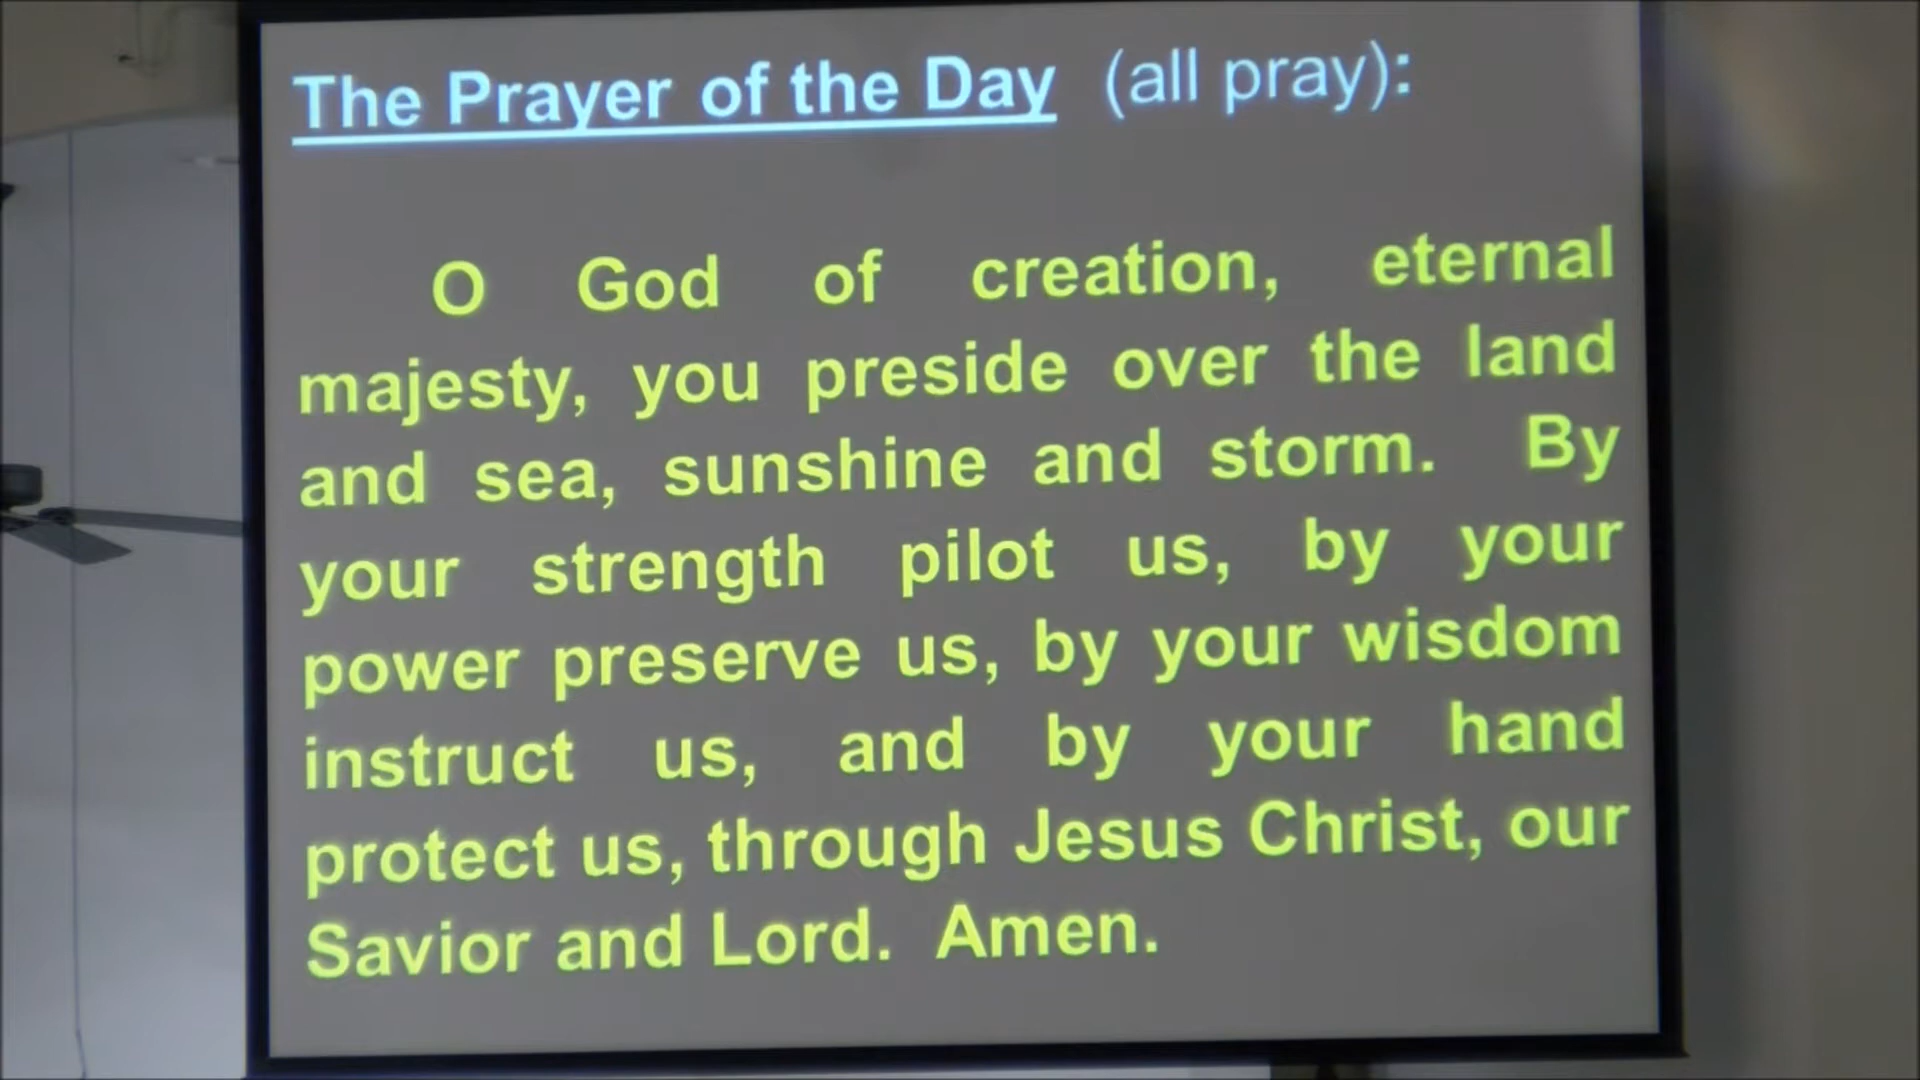 The Prayer of the Day (all pray):
O God of creation, eternal
majesty, you preside over the land
and sea, sunshine and storm. By
your strength pilot us, by your
power preserve us, by your wisdom
instruct us, and by your hand
protect us, through Jesus Christ, our
Savior and Lord. Amen.